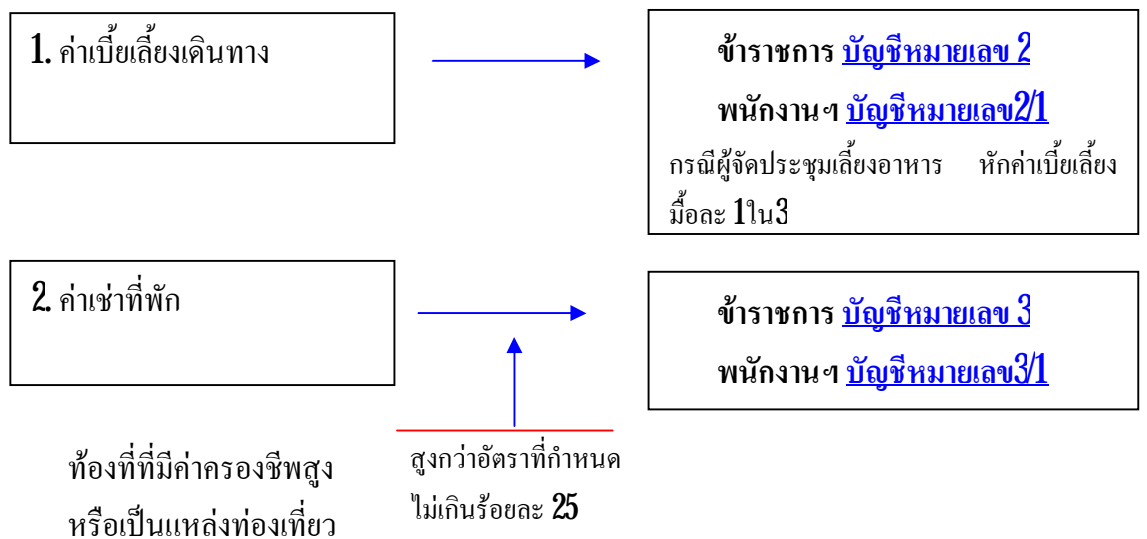 1. ค่าเบี้ยเลี้ยงเดินทาง
ข้าราชการ บัญชีหมายเลข 2
พนักงานฯ บัญชีหมายเลข2/1
กรณีผู้จัดประชุมเลี้ยงอาหาร หักค่าเบี้ยเลี้ยง
มื้อละ 1ใน3
2. ค่าเช่าที่พัก
ข้าราชการ บัญชีหมายเลข 3
พนักงานฯ บัญชีหมายเลข3/1
ท้องที่ที่มีค่าครองชีพสูง
หรือเป็นแหล่งท่องเที่ยว
สูงกว่าอัตราที่กำหนด
ไม่เกินร้อยละ 25